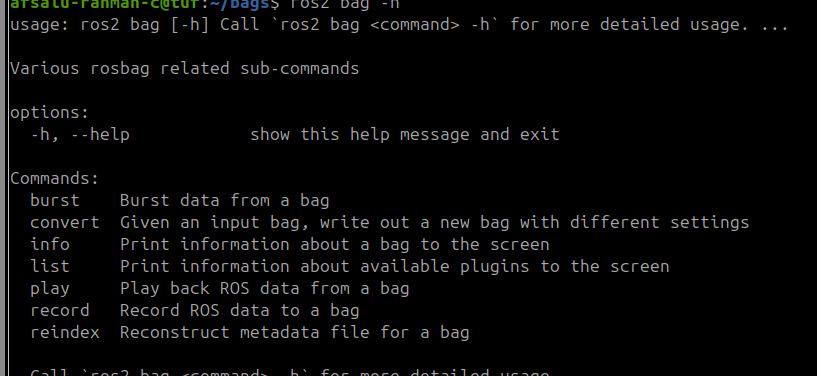 afsalu-rahman-c@tuf:~/bags$ ros2 bag -h
usage: ros2 bag [-h] Call `ros2 bag <command> -h` for more detailed usage. ...
Various rosbag related sub-commands
options:
-h, --help            show this help message and exit
Commands:
burst    Burst data from a bag
convert  Given an input bag, write out a new bag with different settings
info     Print information about a bag to the screen
list     Print information about available plugins to the screen
play     Play back ROS data from a bag
record   Record ROS data to a bag
reindex  Reconstruct metadata file for a bag
Call `ros2 bag <command> -h` for more detailed usage.